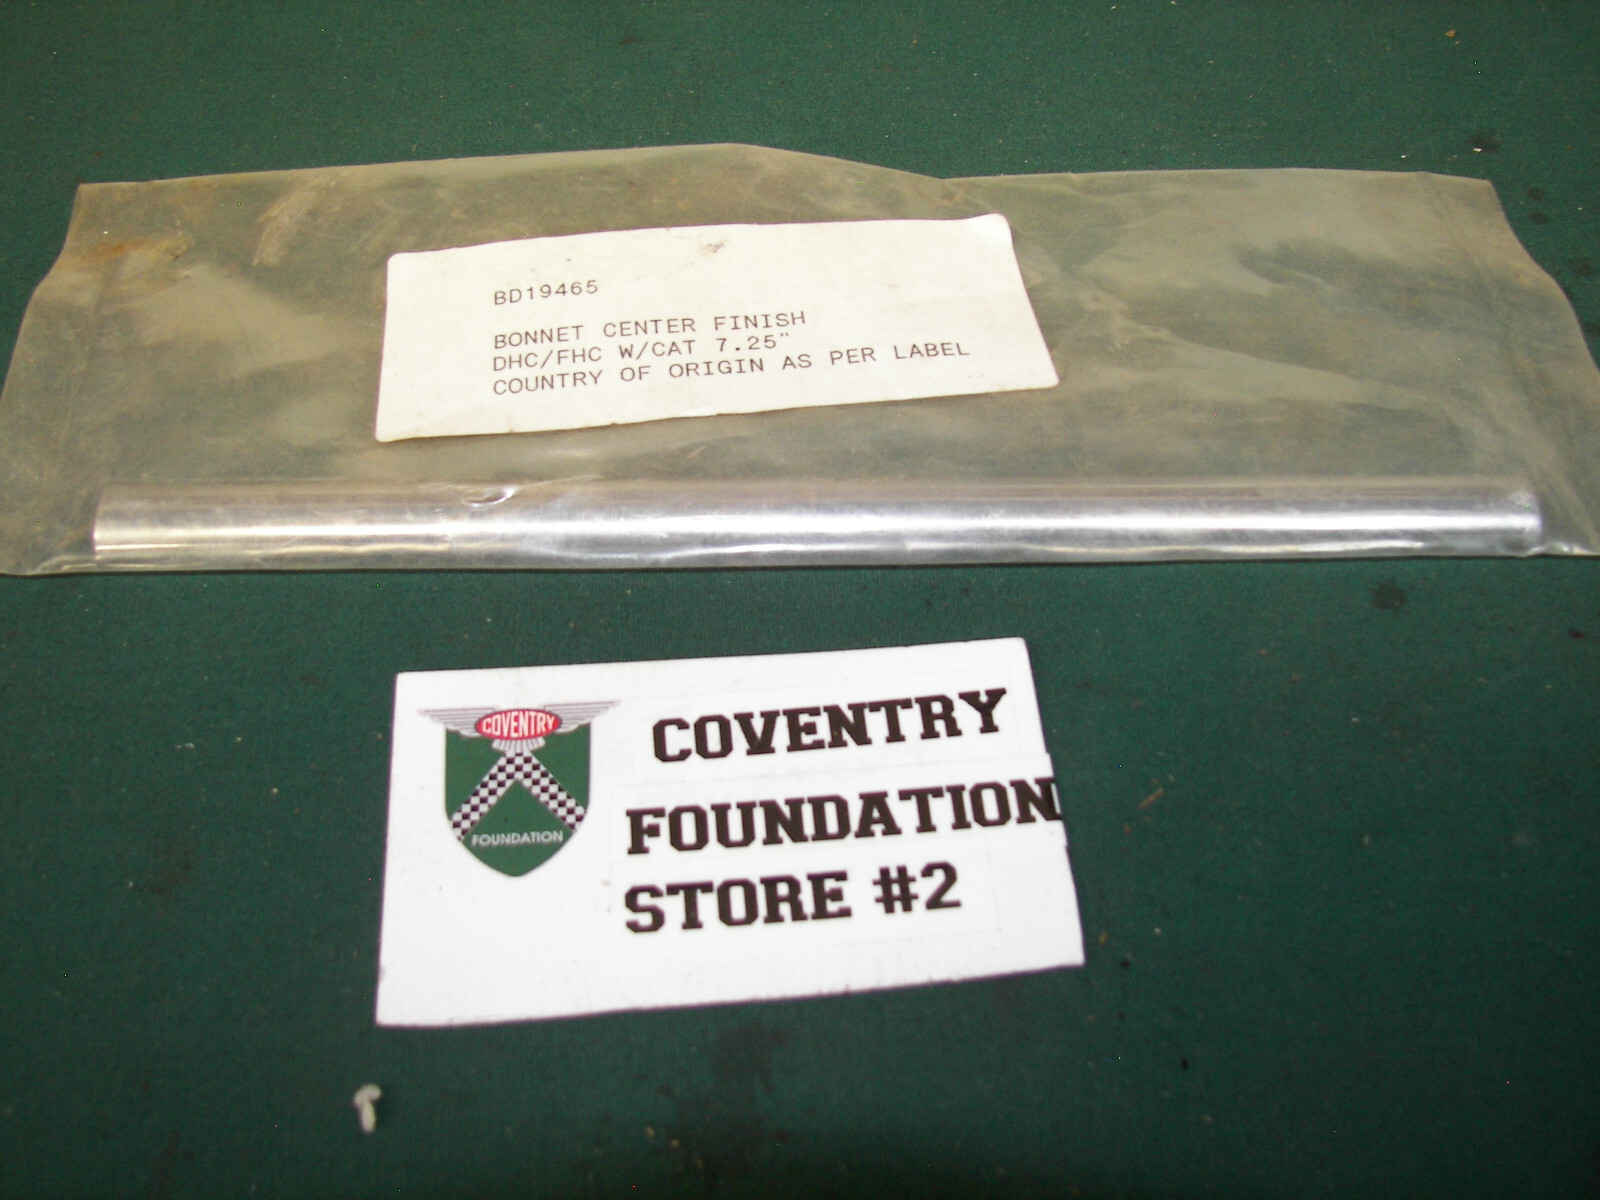 BD19465
BONNET CENTER FINISH
DHC/FHC W/CAT 7.25"
COUNTRY OF ORIGIN AS PER LABEL
COVENTRY
FOUNDATION
COVENTRY
FOUNDATION
STORE #2